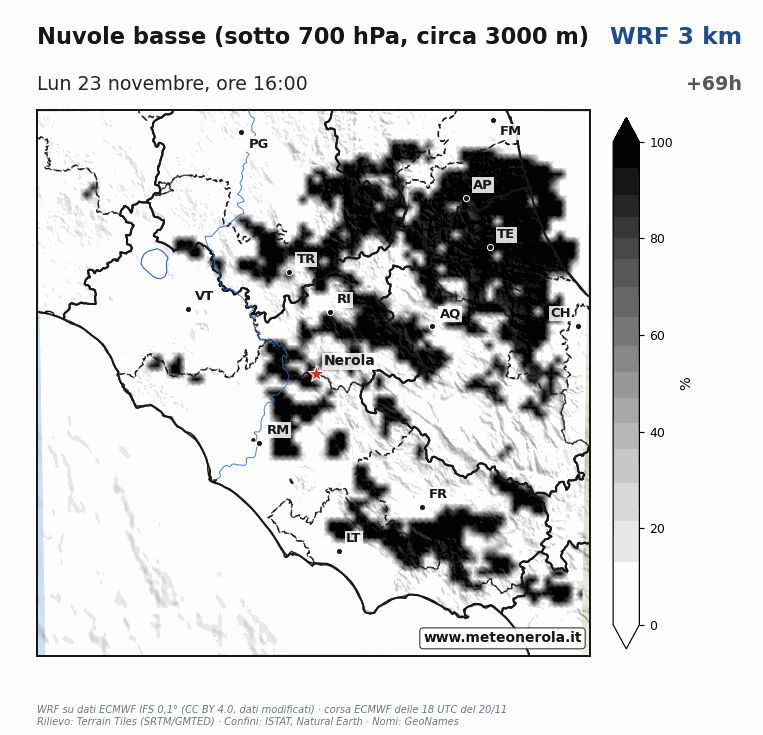 Nuvole basse (sotto 700 hPa, circa 3000 m) WRF 3 km
Lun 23 novembre, ore 16:00 +69h
FM
PG
AP
TE
TR
VT
RI
AQ
CH
Nerola
RM
FR
LT
www.meteonerola.it
100
80
60
40
20
0
%
WRF su dati ECMWF IFS 0,1° (CC BY 4.0, dati modificati) · corsa ECMWF delle 18 UTC del 20/11
Rilievo: Terrain Tiles (SRTM/GMTED) · Confini: ISTAT, Natural Earth · Nomi: GeoNames